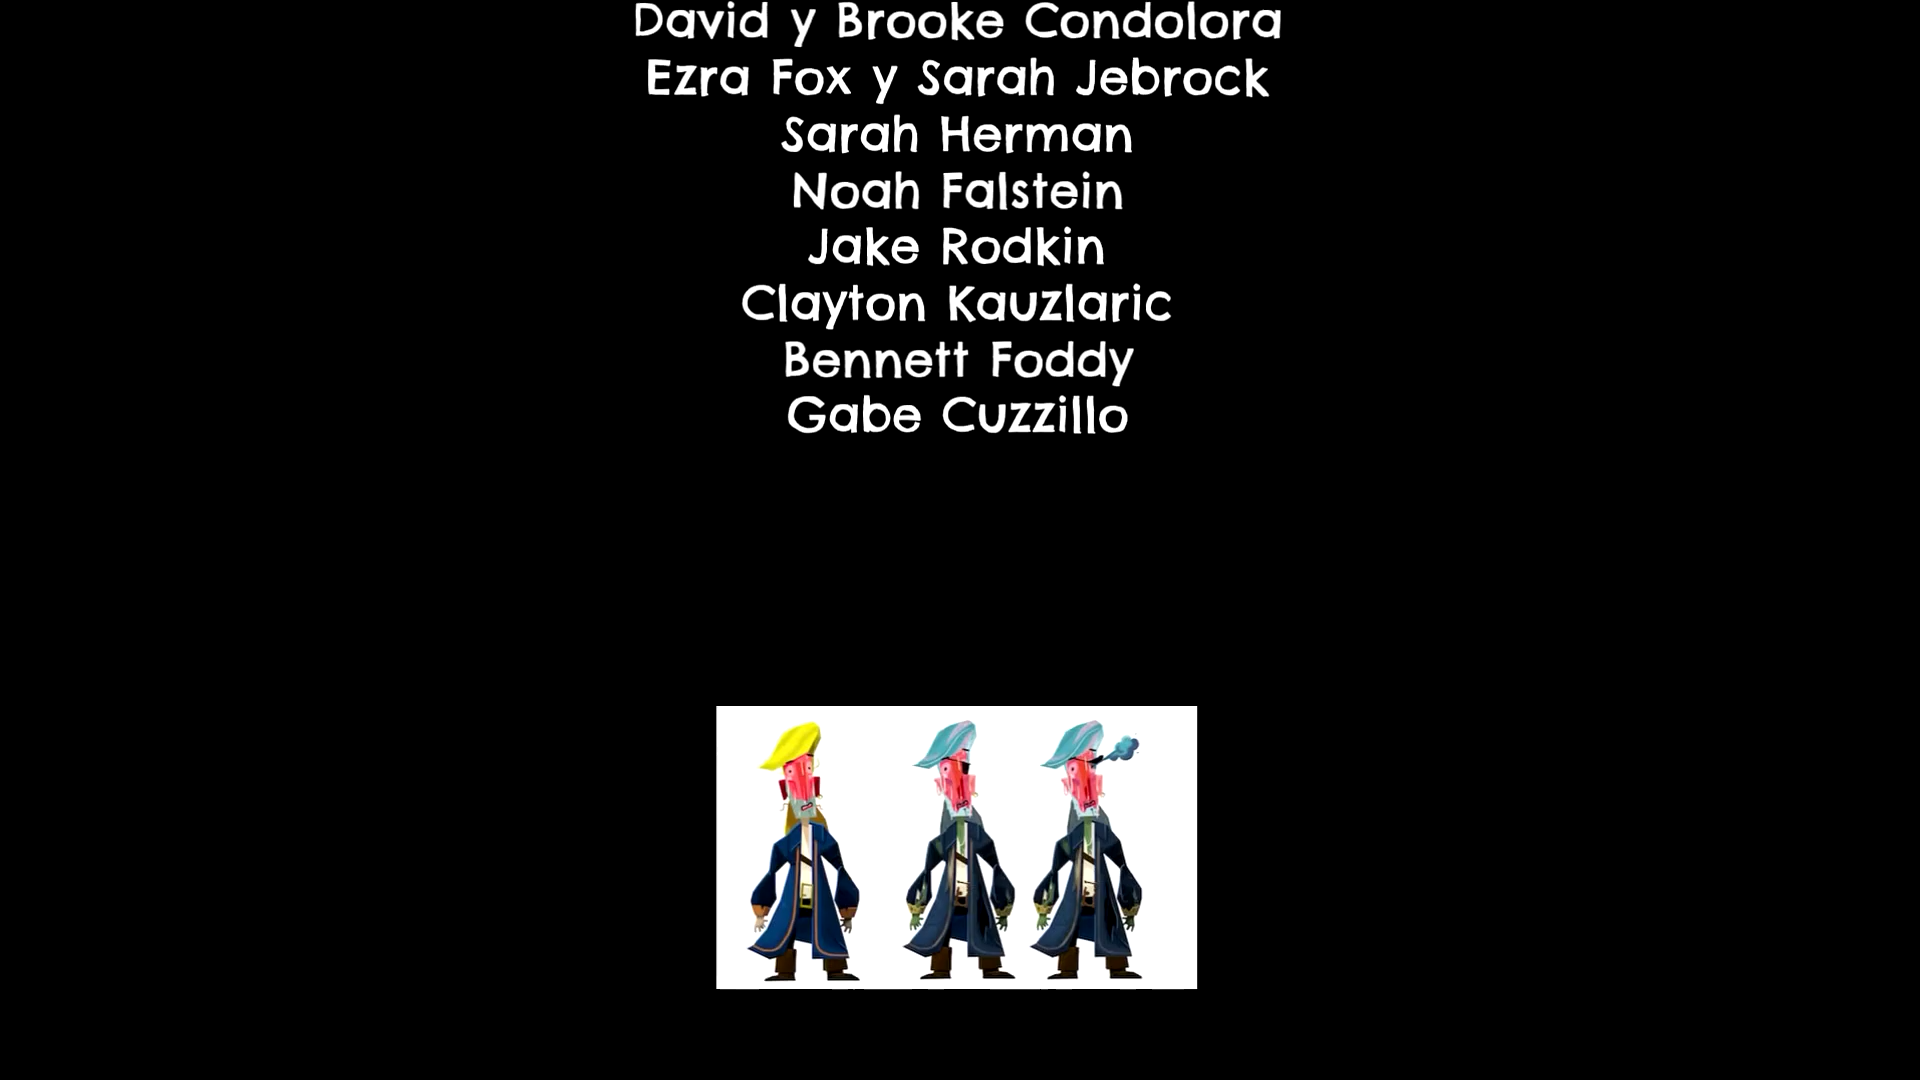 David y Brooke Condolora
Ezra Fox y Sarah Jebrock
Sarah Herman
Noah Falstein
Jake Rodkin
Clayton Kauzlaric
Bennett Foddy
Gabe Cuzzillo